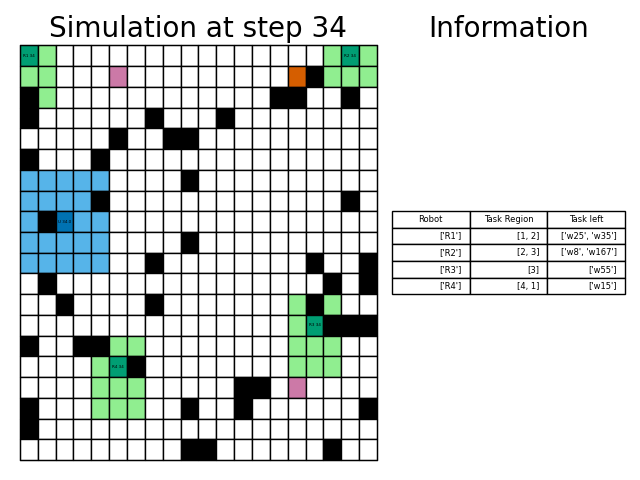 Simulation at step 34
Information
Robot Task Region Task left
['R1'] [1, 2] ['w25', 'w35']
['R2'] [2, 3] ['w8', 'w167']
['R3'] [3] ['w55']
['R4'] [4, 1] ['w15']